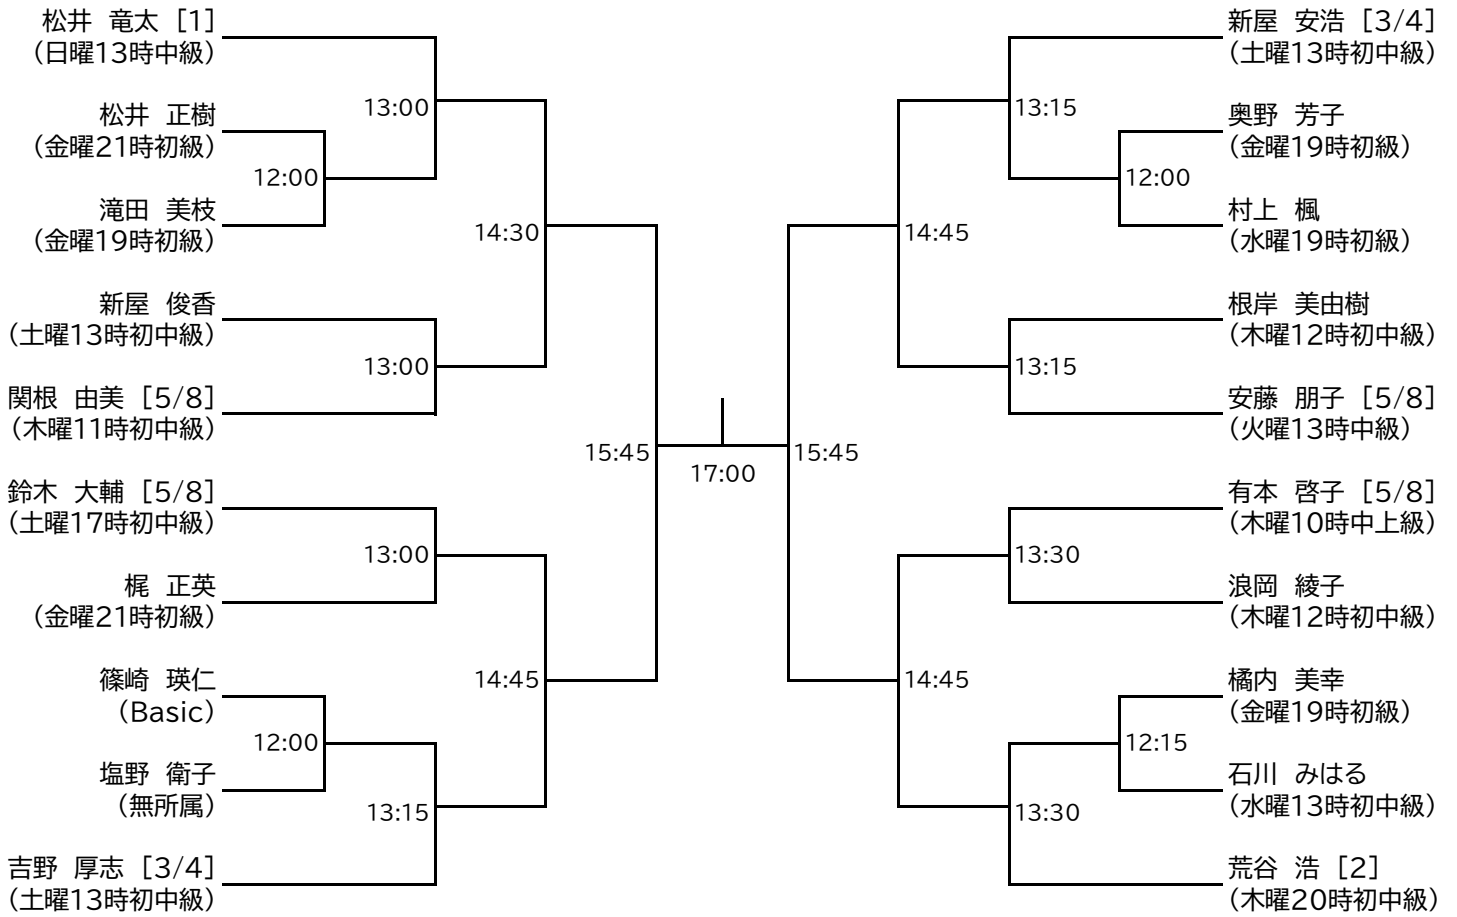 松井 竜太 [1]
（日曜13時中級）
松井 正樹
（金曜21時初級）
滝田 美枝
（金曜19時初級）
新屋 俊香
（土曜13時初中級）
関根 由美 [5/8]
（木曜11時初中級）
鈴木 大輔 [5/8]
（土曜17時初中級）
梶 正英
（金曜21時初級）
篠崎 瑛仁
（Basic）
塩野 衛子
（無所属）
吉野 厚志 [3/4]
（土曜13時初中級）
12:00
12:00
13:00
13:00
13:00
13:15
14:30
14:45
15:45
17:00
15:45
14:45
14:45
13:15
13:15
13:30
13:30
12:00
12:15
新屋 安浩 [3/4]
（土曜13時初中級）
奥野 芳子
（金曜19時初級）
村上 楓
（水曜19時初級）
根岸 美由樹
（木曜12時初中級）
安藤 朋子 [5/8]
（火曜13時中級）
有本 啓子 [5/8]
（木曜10時中上級）
浪岡 綾子
（木曜12時初中級）
橘内 美幸
（金曜19時初級）
石川 みはる
（水曜13時初中級）
荒谷 浩 [2]
（木曜20時初中級）